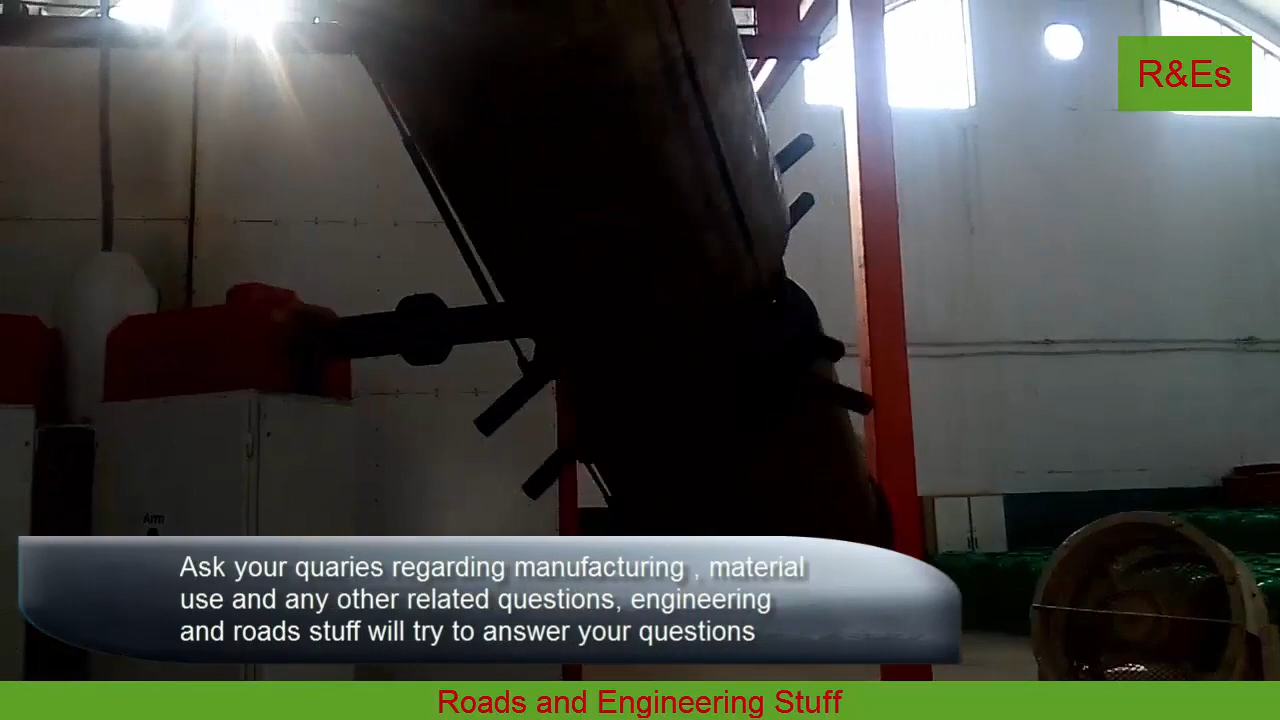 R&Es
Arm
Ask your quaries regarding manufacturing , material
use and any other related questions, engineering
and roads stuff will try to answer your questions
Roads and Engineering Stuff